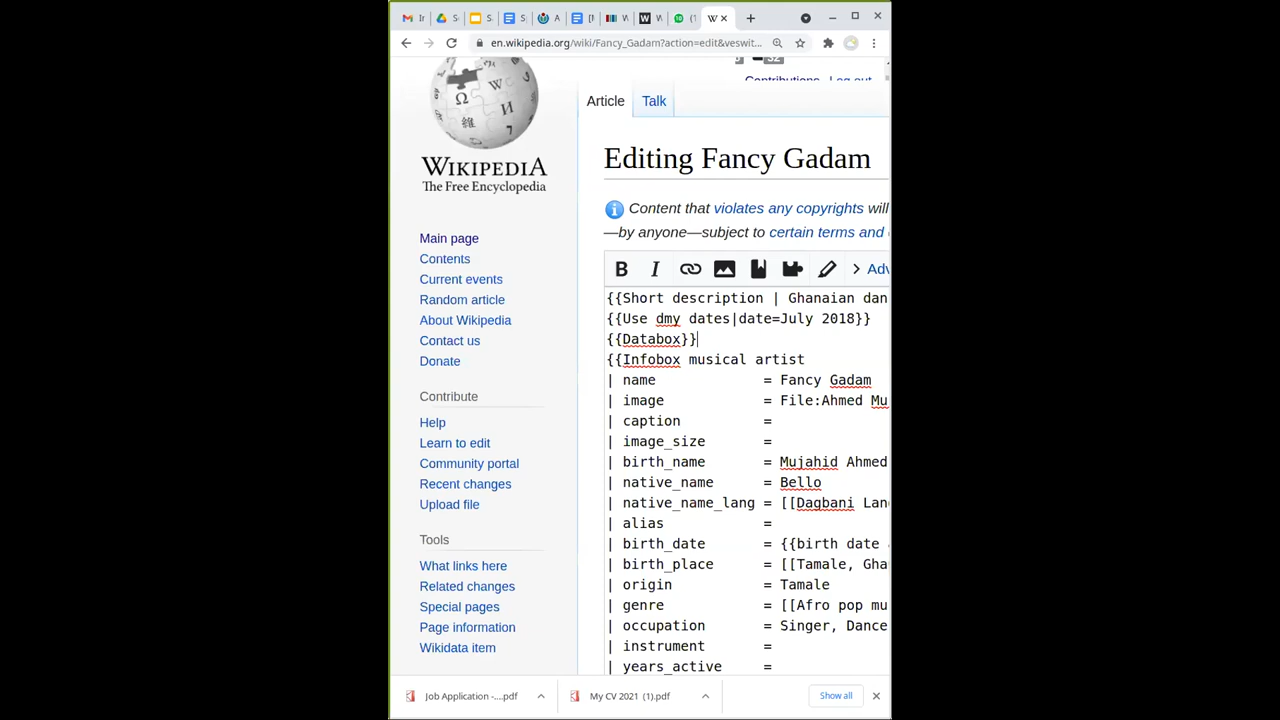 en.wikipedia.org/wiki/Fancy_Gadam?action=edit&veswit...
Contributions Log out
Article Talk
WIKIPEDIA
The Free Encyclopedia
Editing Fancy Gadam
Content that violates any copyrights will
—by anyone—subject to certain terms and
Main page
Contents
Current events
Random article
About Wikipedia
Contact us
Donate
Contribute
Help
Learn to edit
Community portal
Recent changes
Upload file
Tools
What links here
Related changes
Special pages
Page information
Wikidata item
B I > Adv
{{Short description | Ghanaian dan
{{Use dmy dates|date=July 2018}}
{{Databox}}
{{Infobox musical artist
| name = Fancy Gadam
| image = File:Ahmed Mu
| caption =
| image_size =
| birth_name = Mujahid Ahmed
| native_name = Bello
| native_name_lang = [[Dagbani Lan
| alias =
| birth_date = {{birth date
| birth_place = [[Tamale, Gha
| origin = Tamale
| genre = [[Afro pop mu
| occupation = Singer, Dance
| instrument =
| years_active =
Job Application -....pdf
My CV 2021 (1).pdf
Show all